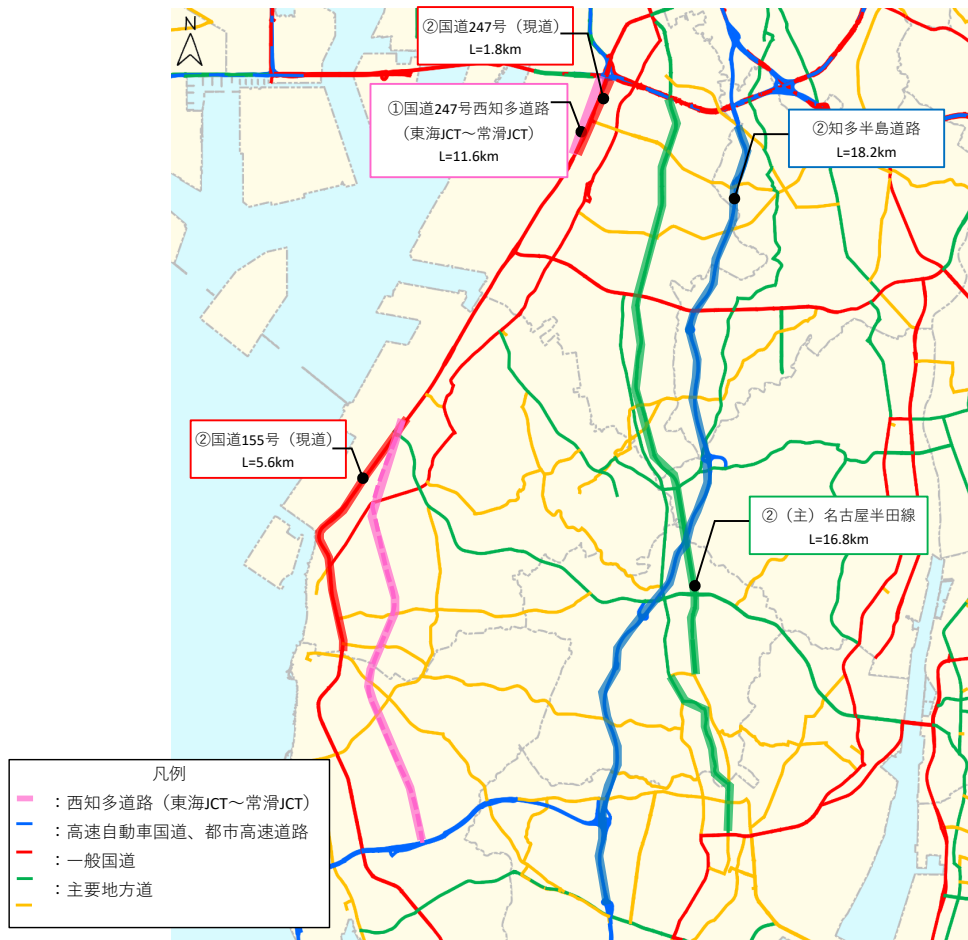 N
②国道247号（現道）
L=1.8km
①国道247号西知多道路
（東海JCT～常滑JCT）
L=11.6km
②知多半島道路
L=18.2km
②国道155号（現道）
L=5.6km
②（主）名古屋半田線
L=16.8km
凡例
：西知多道路（東海JCT～常滑JCT）
：高速自動車国道、都市高速道路
：一般国道
：主要地方道